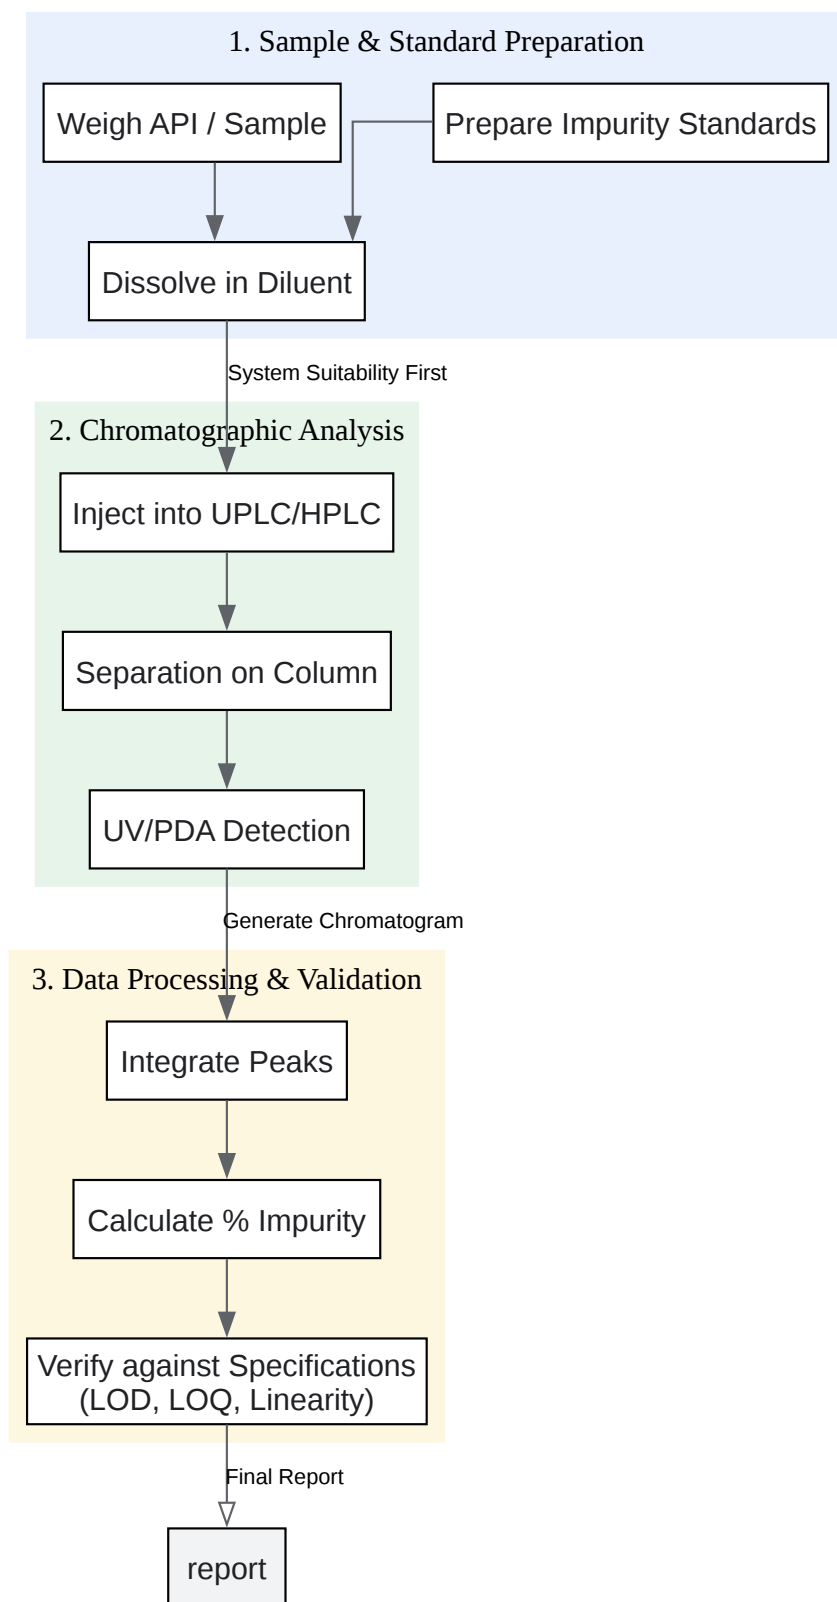 1. Sample & Standard Preparation
Weigh API / Sample
Prepare Impurity Standards
Dissolve in Diluent
System Suitability First
2. Chromatographic Analysis
Inject into UPLC/HPLC
Separation on Column
UV/PDA Detection
Generate Chromatogram
3. Data Processing & Validation
Integrate Peaks
Calculate % Impurity
Verify against Specifications
(LOD, LOQ, Linearity)
Final Report
report